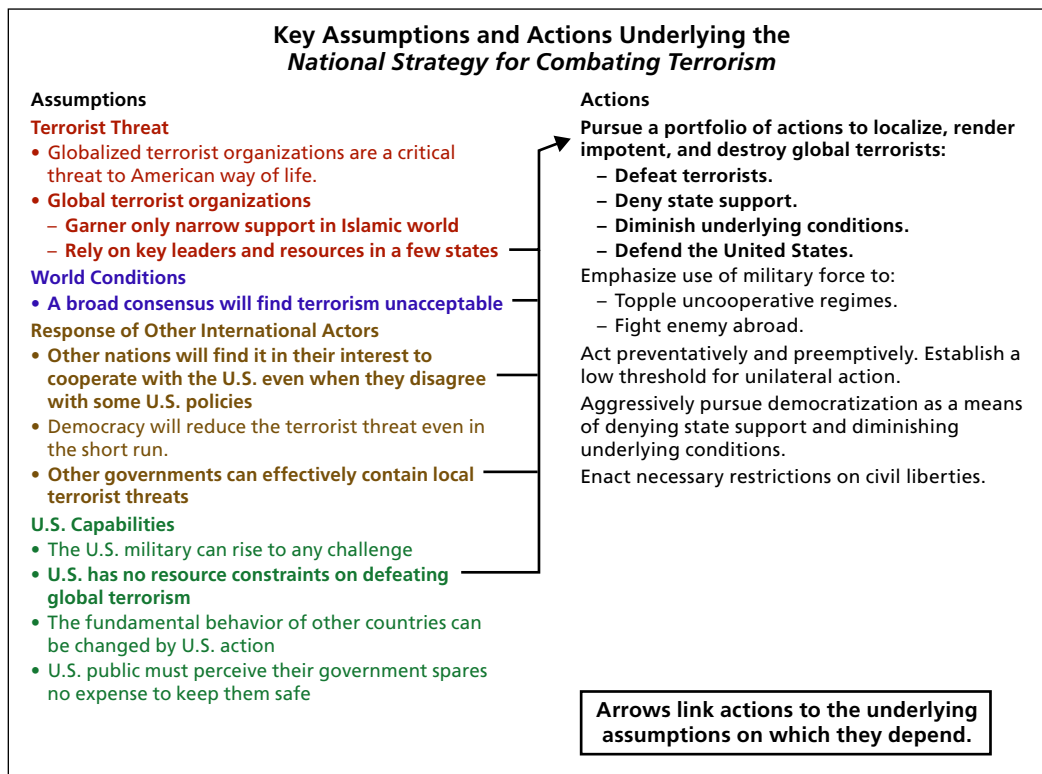 Key Assumptions and Actions Underlying the
National Strategy for Combating Terrorism
Assumptions
Terrorist Threat
• Globalized terrorist organizations are a critical
threat to American way of life.
• Global terrorist organizations
– Garner only narrow support in Islamic world
– Rely on key leaders and resources in a few states
World Conditions
• A broad consensus will find terrorism unacceptable
Response of Other International Actors
• Other nations will find it in their interest to
cooperate with the U.S. even when they disagree
with some U.S. policies
• Democracy will reduce the terrorist threat even in
the short run.
• Other governments can effectively contain local
terrorist threats
U.S. Capabilities
• The U.S. military can rise to any challenge
• U.S. has no resource constraints on defeating
global terrorism
• The fundamental behavior of other countries can
be changed by U.S. action
• U.S. public must perceive their government spares
no expense to keep them safe
Actions
Pursue a portfolio of actions to localize, render
impotent, and destroy global terrorists:
– Defeat terrorists.
– Deny state support.
– Diminish underlying conditions.
– Defend the United States.
Emphasize use of military force to:
– Topple uncooperative regimes.
– Fight enemy abroad.
Act preventatively and preemptively. Establish a
low threshold for unilateral action.
Aggressively pursue democratization as a means
of denying state support and diminishing
underlying conditions.
Enact necessary restrictions on civil liberties.
Arrows link actions to the underlying
assumptions on which they depend.